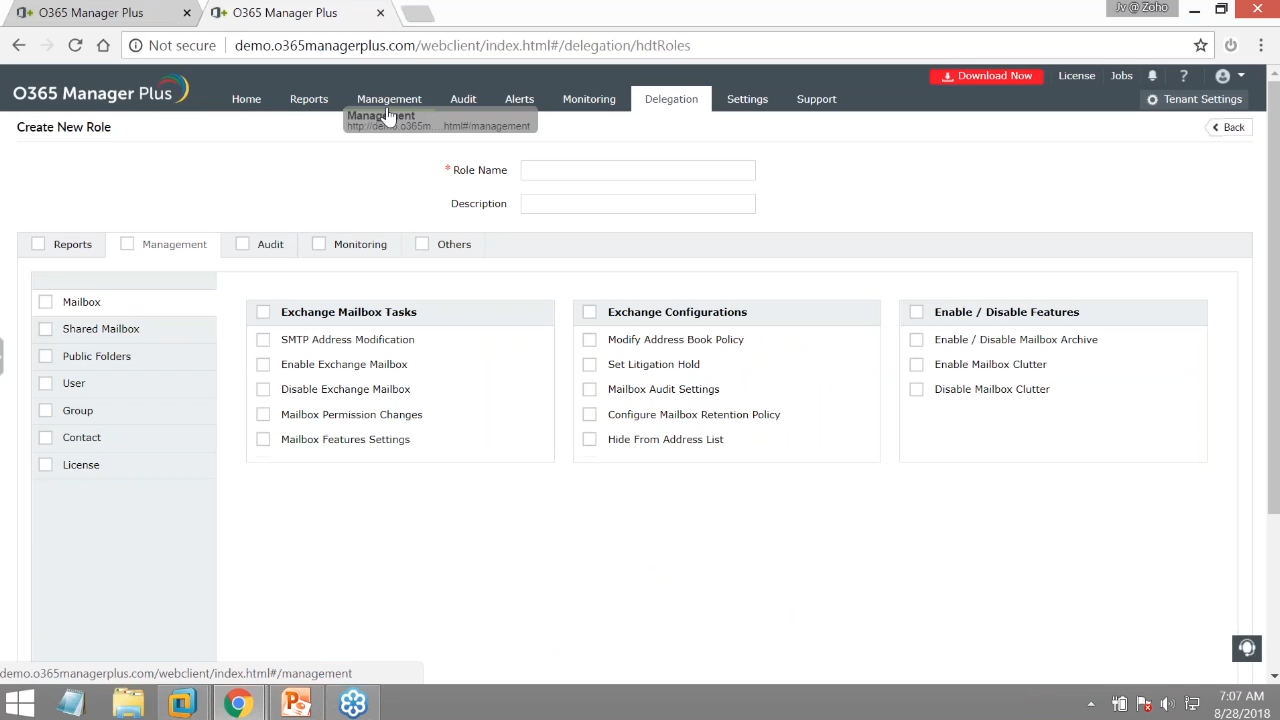 O365 Manager Plus
O365 Manager Plus
Jv @ Zoho
Not secure
demo.o365managerplus.com/webclient/index.html#/delegation/hdtRoles
O365 Manager Plus
Download Now
License
Jobs
?
Home
Reports
Management
Audit
Alerts
Monitoring
Delegation
Settings
Support
Tenant Settings
Management
http://demo.o365m ... .html#/management
Create New Role
Back
* Role Name
Description
Reports
Management
Audit
Monitoring
Others
Mailbox
Shared Mailbox
Public Folders
User
Group
Contact
License
Exchange Mailbox Tasks
SMTP Address Modification
Enable Exchange Mailbox
Disable Exchange Mailbox
Mailbox Permission Changes
Mailbox Features Settings
Exchange Configurations
Modify Address Book Policy
Set Litigation Hold
Mailbox Audit Settings
Configure Mailbox Retention Policy
Hide From Address List
Enable / Disable Features
Enable / Disable Mailbox Archive
Enable Mailbox Clutter
Disable Mailbox Clutter
demo.o365managerplus.com/webclient/index.html#/management
7:07 AM
8/28/2018